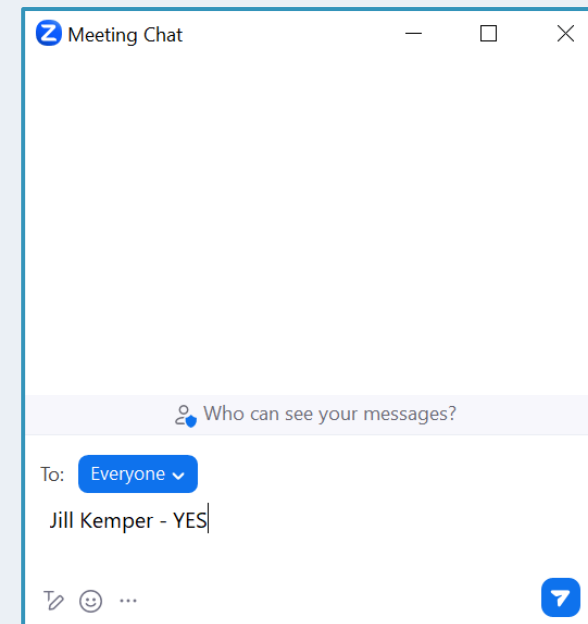 Meeting Chat
Who can see your messages?
To: Everyone
Jill Kemper - YES